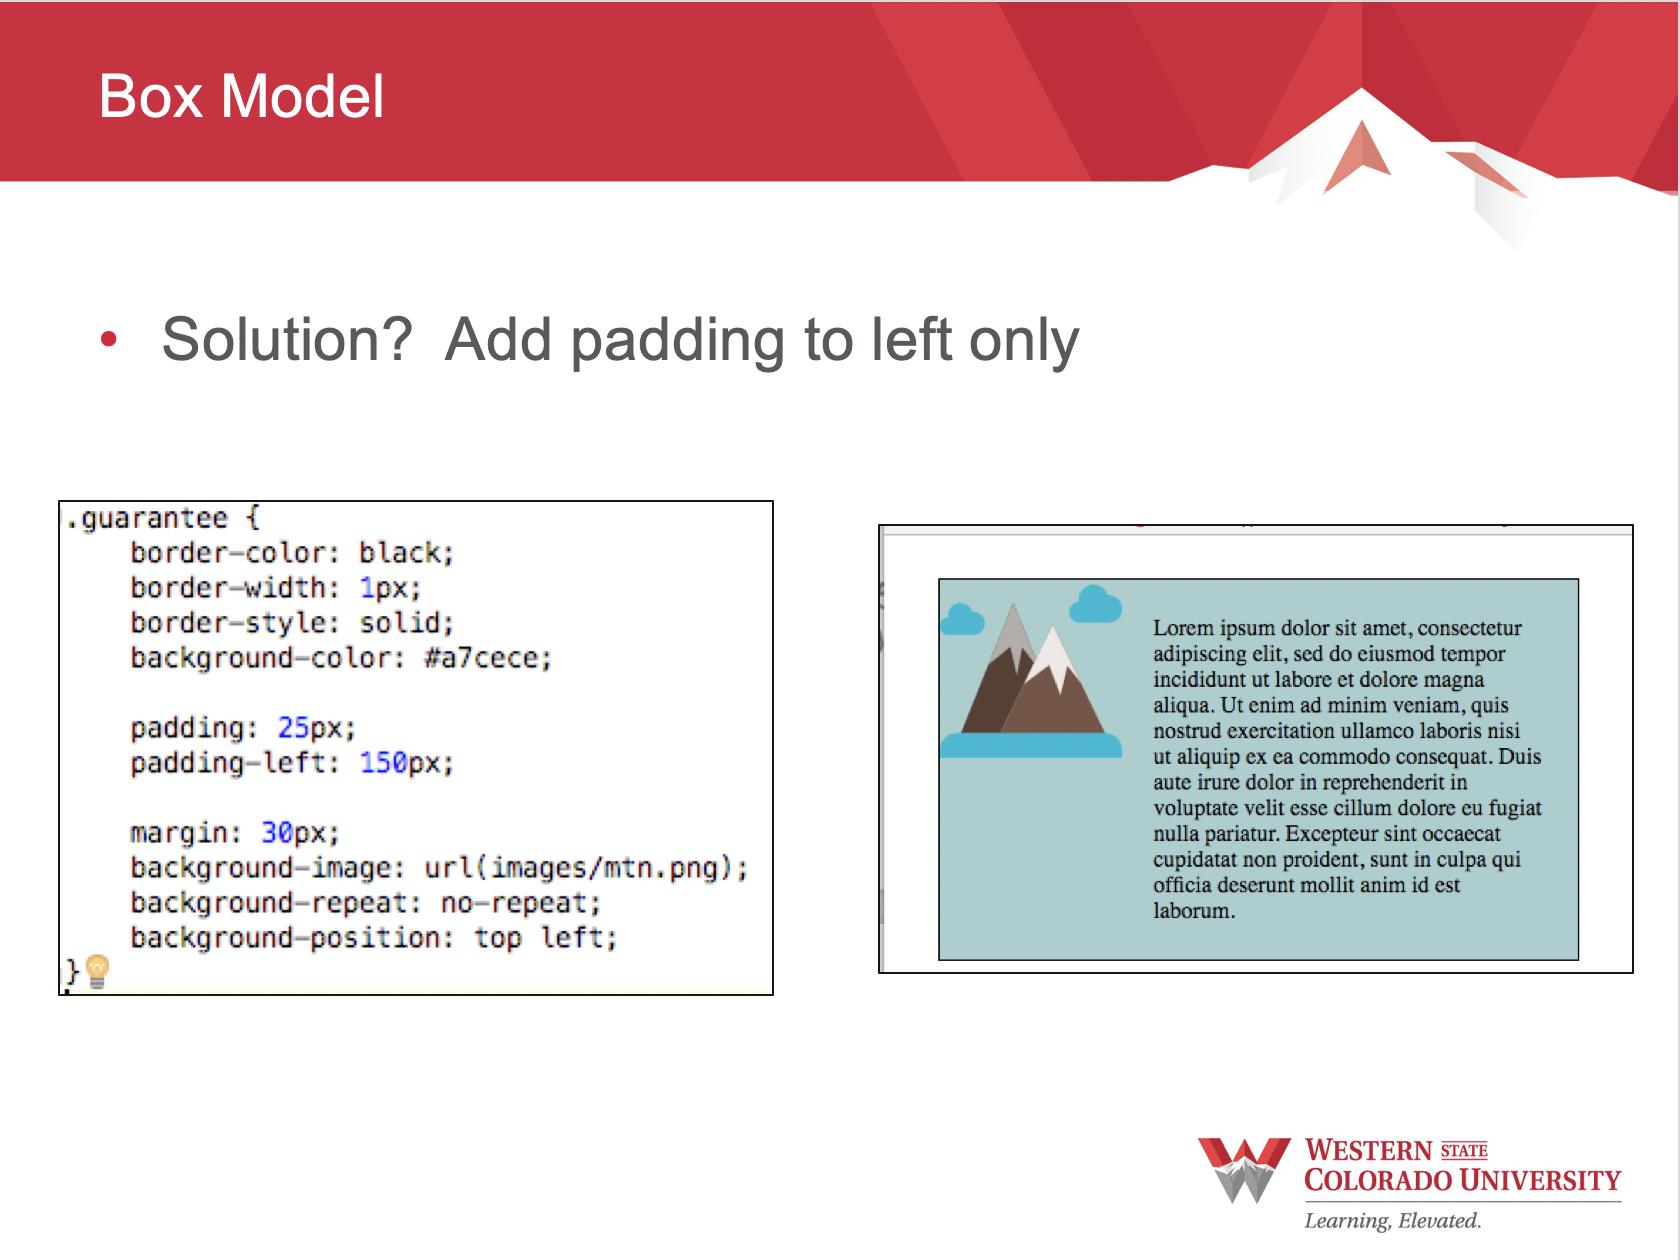 Box Model
• Solution?  Add padding to left only
.guarantee {
    border-color: black;
    border-width: 1px;
    border-style: solid;
    background-color: #a7cece;

    padding: 25px;
    padding-left: 150px;

    margin: 30px;
    background-image: url(images/mtn.png);
    background-repeat: no-repeat;
    background-position: top left;
}
Lorem ipsum dolor sit amet, consectetur
adipiscing elit, sed do eiusmod tempor
incididunt ut labore et dolore magna
aliqua. Ut enim ad minim veniam, quis
nostrud exercitation ullamco laboris nisi
ut aliquip ex ea commodo consequat. Duis
aute irure dolor in reprehenderit in
voluptate velit esse cillum dolore eu fugiat
nulla pariatur. Excepteur sint occaecat
cupidatat non proident, sunt in culpa qui
officia deserunt mollit anim id est
laborum.
WESTERN STATE
COLORADO UNIVERSITY
Learning, Elevated.